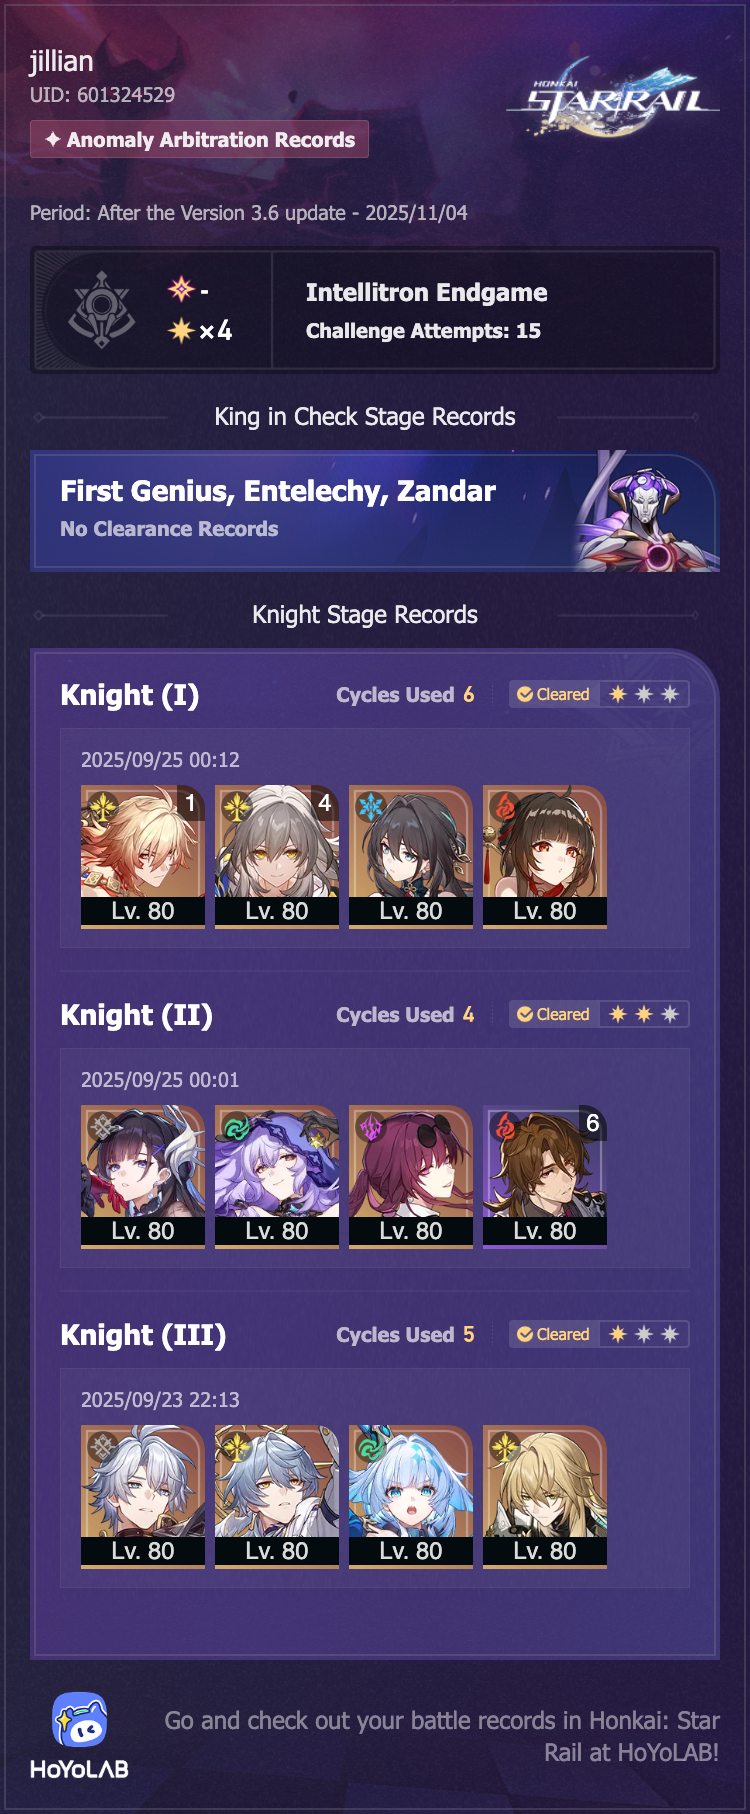 jillian
UID: 601324529
HONKAI
STAR RAIL
✦ Anomaly Arbitration Records
Period: After the Version 3.6 update - 2025/11/04
-
×4
Intellitron Endgame
Challenge Attempts: 15
King in Check Stage Records
First Genius, Entelechy, Zandar
No Clearance Records
Knight Stage Records
Knight (I)
Cycles Used 6
Cleared
2025/09/25 00:12
1
4
Lv. 80
Lv. 80
Lv. 80
Lv. 80
Knight (II)
Cycles Used 4
Cleared
2025/09/25 00:01
6
Lv. 80
Lv. 80
Lv. 80
Lv. 80
Knight (III)
Cycles Used 5
Cleared
2025/09/23 22:13
Lv. 80
Lv. 80
Lv. 80
Lv. 80
HoYoLAB
Go and check out your battle records in Honkai: Star
Rail at HoYoLAB!